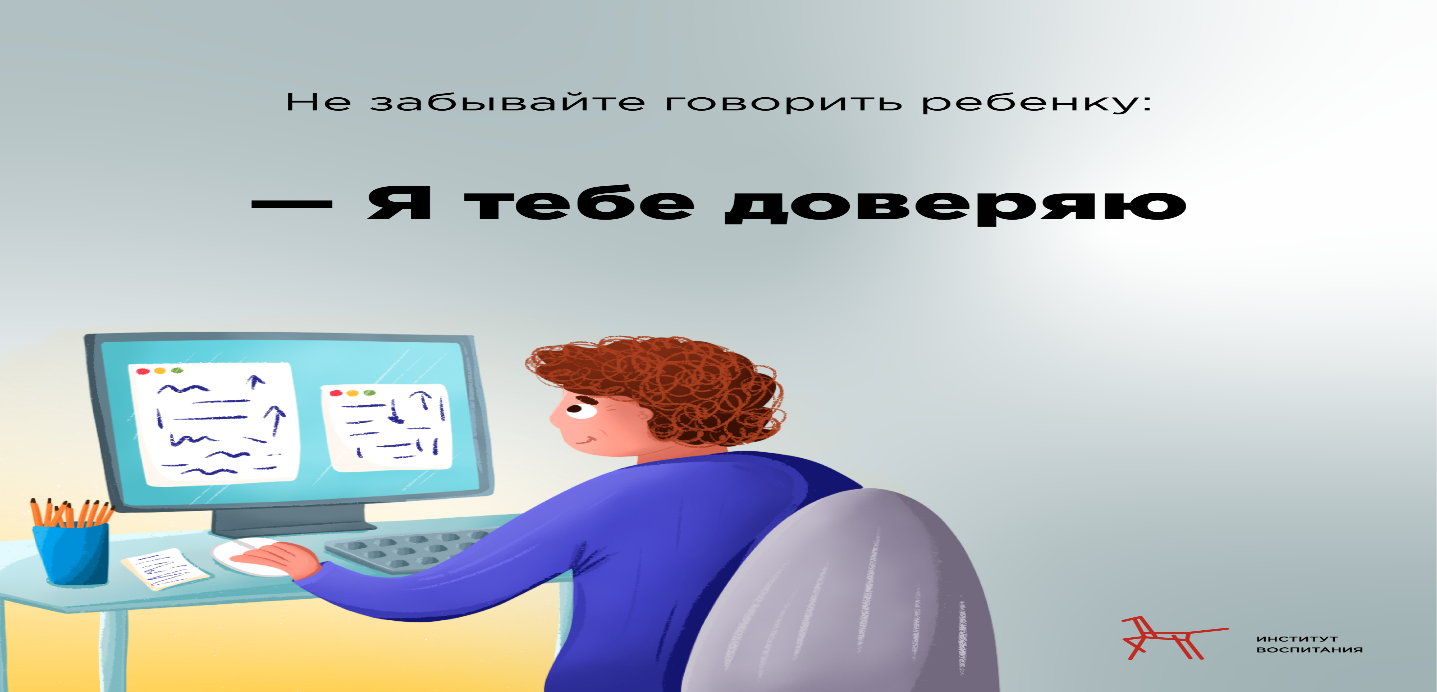 Не забывайте говорить ребенку:
— Я тебе доверяю
ИНСТИТУТ
ВОСПИТАНИЯ